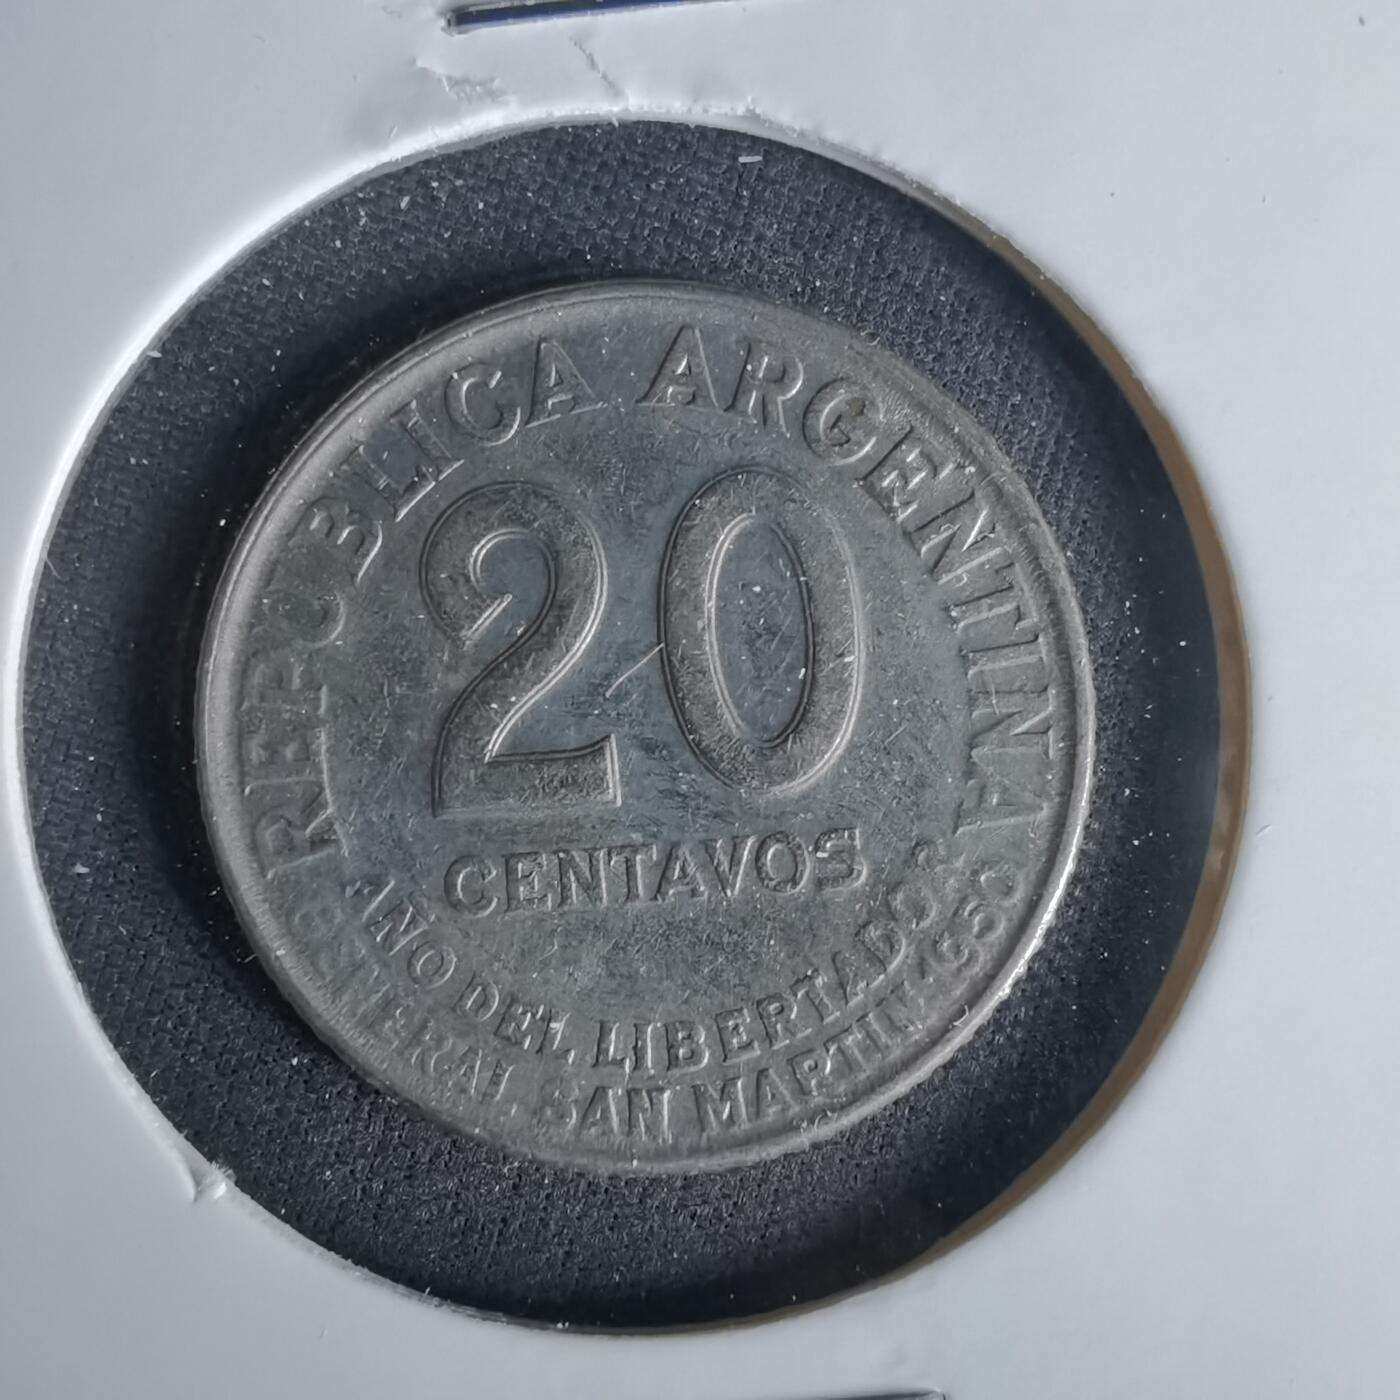 REPUBLICA ARGENTINA
20
CENTAVOS
AÑO DEL LIBERTADOR
GENERAL SAN MARTIN 1950